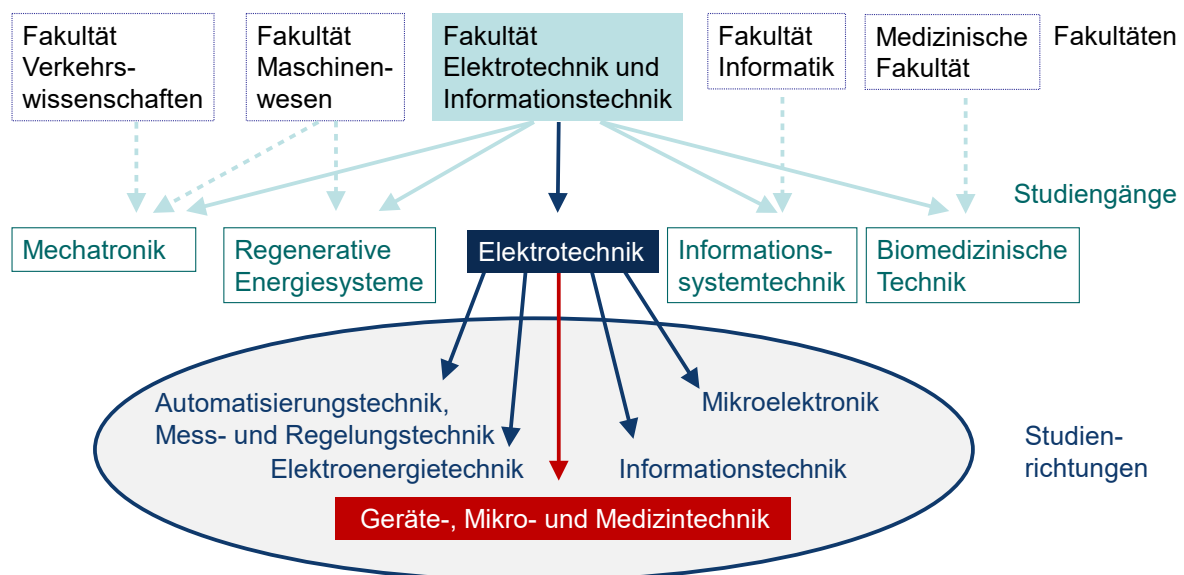 Fakultät
Verkehrs-
wissenschaften
Fakultät
Maschinen-
wesen
Fakultät
Elektrotechnik und
Informationstechnik
Fakultät
Informatik
Medizinische
Fakultät
Fakultäten
Studiengänge
Mechatronik
Regenerative
Energiesysteme
Elektrotechnik
Informations-
systemtechnik
Biomedizinische
Technik
Automatisierungstechnik,
Mess- und Regelungstechnik
Mikroelektronik
Elektroenergietechnik
Informationstechnik
Studien-
richtungen
Geräte-, Mikro- und Medizintechnik